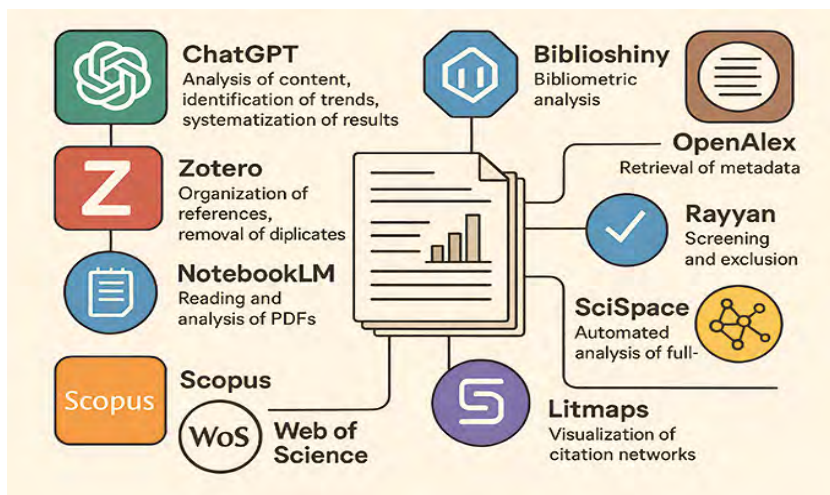 ChatGPT
Analysis of content,
identification of trends,
systematization of results
Z
Zotero
Organization of
references,
removal of diplicates
NotebookLM
Reading and
analysis of PDFs
Scopus
Scopus
WoS
Web of
Science
Biblioshiny
Bibliometric
analysis
OpenAlex
Retrieval of metadata
Rayyan
Screening
and exclusion
SciSpace
Automated
analysis of full-
Litmaps
Visualization of
citation networks